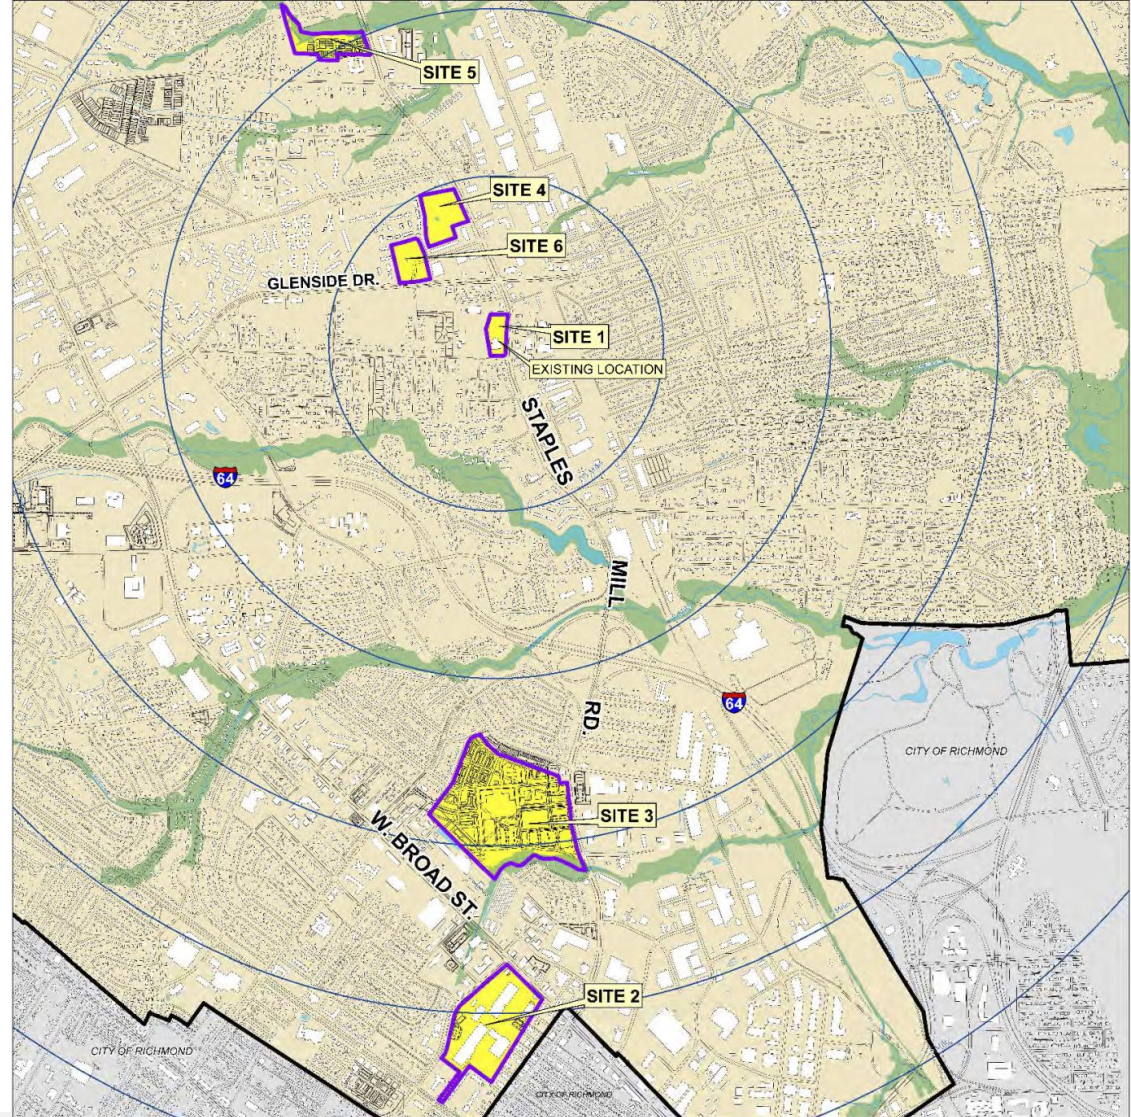 SITE 5
SITE 4
SITE 6
GLENSIDE DR.
SITE 1
EXISTING LOCATION
STAPLES
64
MILL
64
RD.
CITY OF RICHMOND
SITE 3
W. BROAD ST.
SITE 2
CITY OF RICHMOND
CITY OF RICHMOND